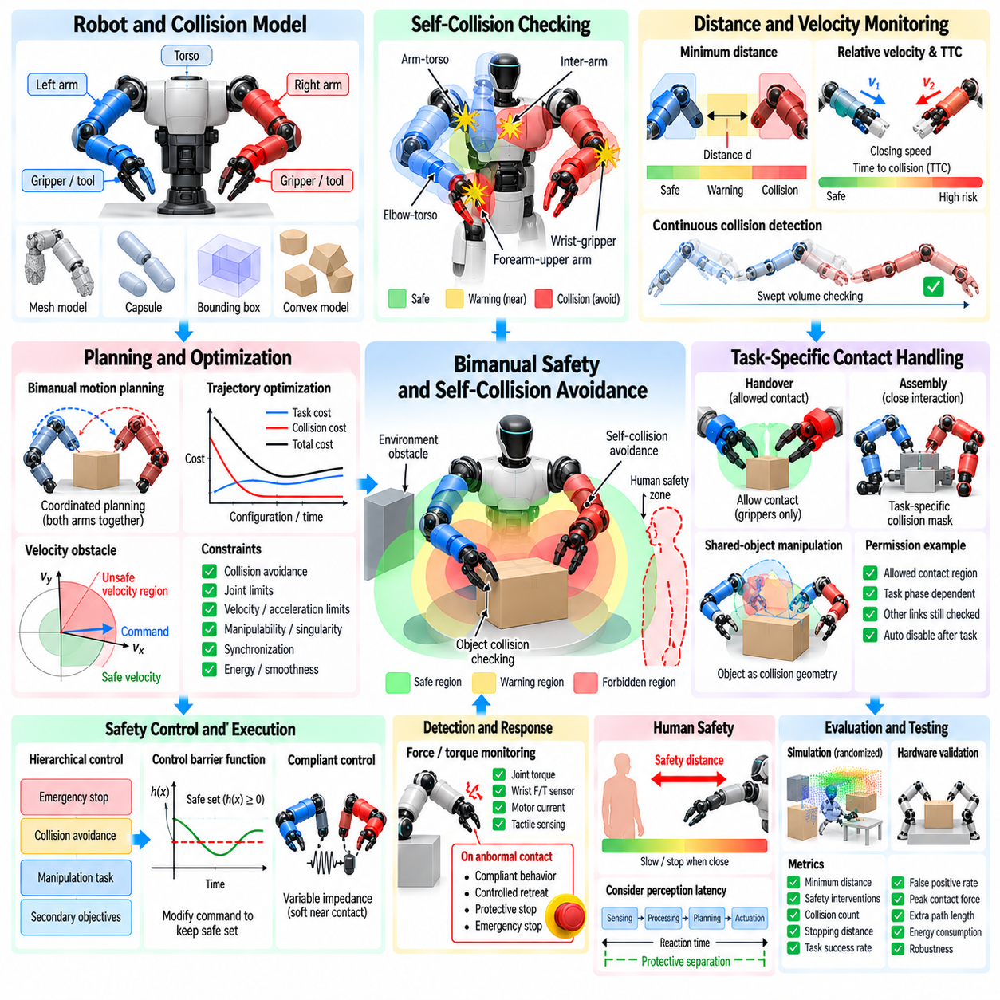 Robot and Collision Model
Torso
Left arm
Right arm
Gripper / tool
Gripper / tool
Mesh model
Capsule
Bounding box
Convex model
Self-Collision Checking
Arm-torso
Inter-arm
Elbow-torso
Wrist-gripper
Forearm-upper arm
Safe
Warning (near)
Collision (avoid)
Distance and Velocity Monitoring
Minimum distance
Distance d
Safe
Warning
Collision
Relative velocity & TTC
v1
v2
Closing speed
Time to collision (TTC)
Safe
High risk
Continuous collision detection
Swept volume checking
Planning and Optimization
Bimanual motion planning
Coordinated planning
(both arms together)
Trajectory optimization
Task cost
Collision cost
Total cost
Cost
Configuration / time
Velocity obstacle
vy
Unsafe
velocity region
Command
vx
Safe velocity
Constraints
Collision avoidance
Joint limits
Velocity / acceleration limits
Manipulability / singularity
Synchronization
Energy / smoothness
Bimanual Safety
and Self-Collision Avoidance
Environment
obstacle
Self-collision
avoidance
Human safety
zone
Object collision
checking
Safe region
Warning region
Forbidden region
Task-Specific Contact Handling
Handover
(allowed contact)
Allow contact
(grippers only)
Assembly
(close interaction)
Task-specific
collision mask
Shared-object manipulation
Object as collision geometry
Permission example
Allowed contact region
Task phase dependent
Other links still checked
Auto disable after task
Safety Control and' Execution
Hierarchical control
Emergency stop
Collision avoidance
Manipulation task
Secondary objectives
Control barrier function
h(x)
Safe set (h(x) ≥ 0)
Time
Modify command to
keep safe set
Compliant control
Variable impedance
(soft near contact)
Detection and Response
Force / torque monitoring
Joint torque
Wrist F/T sensor
Motor current
Tactile sensing
On anbormal contact
Compliant behavior
Controlled retreat
Protective stop
Emergency stop
Human Safety
Safety distance
Slow / stop when close
Consider perception latency
Sensing
Processing
Planning
Actuation
Reaction time
Protective separation
Evaluation and Testing
Simulation (randomized)
Hardware validation
Metrics
Minimum distance
Safety interventions
Collision count
Stopping distance
Task success rate
False positive rate
Peak contact force
Extra path length
Energy consumption
Robustness